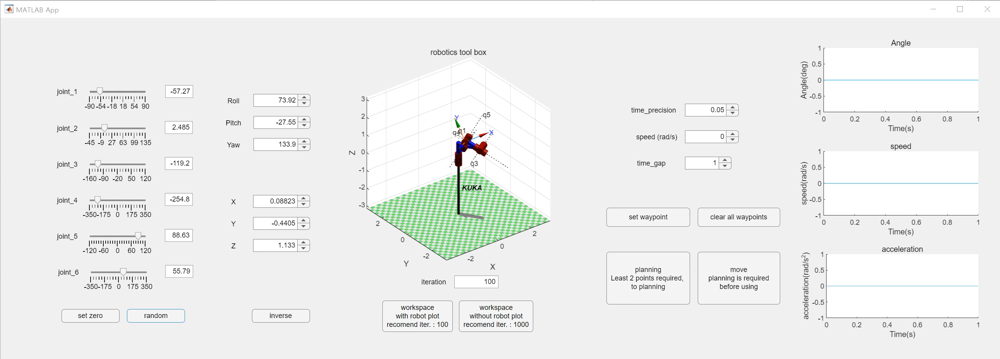 MATLAB App
joint_1
-57.27
-90 -54 -18 18 54 90
joint_2
2.485
-45 -9 27 63 99 135
joint_3
-119.2
-160 -90 -20 50 120
joint_4
-254.8
-350 -175 0 175 350
joint_5
88.63
-120 -60 0 60 120
joint_6
55.79
-350 -175 0 175 350
set zero
random
Roll
73.92
Pitch
-27.55
Yaw
133.9
X
0.08823
Y
-0.4405
Z
1.133
inverse
robotics tool box
3
2
1
0
-1
-2
-3
Z
2
0
-2
Y
-2
0
2
X
Y
X
q5
q4
q1
q3
KUKA
iteration
100
workspace
with robot plot
recomend iter. : 100
workspace
without robot plot
recomend iter. : 1000
time_precision
0.05
speed (rad/s)
0
time_gap
1
set waypoint
clear all waypoints
planning
Least 2 points required,
to planning
move
planning is required
before using
Angle
Angle(deg)
1
0.5
0
-0.5
-1
0 0.2 0.4 0.6 0.8 1
Time(s)
speed
speed(rad/s)
1
0.5
0
-0.5
-1
0 0.2 0.4 0.6 0.8 1
Time(s)
acceleration
acceleration(rad/s²)
1
0.5
0
-0.5
-1
0 0.2 0.4 0.6 0.8 1
Time(s)